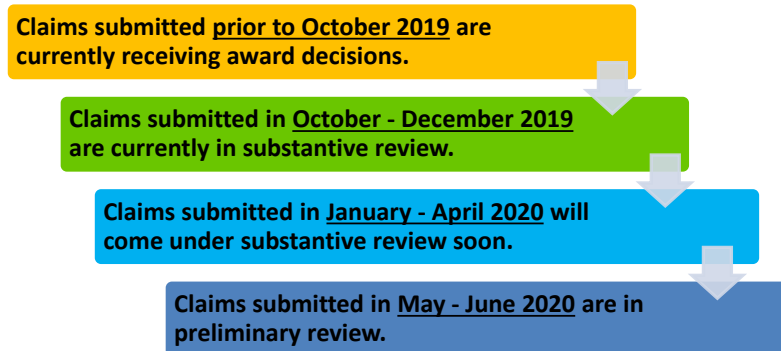 Claims submitted prior to October 2019 are
currently receiving award decisions.
Claims submitted in October - December 2019
are currently in substantive review.
Claims submitted in January - April 2020 will
come under substantive review soon.
Claims submitted in May - June 2020 are in
preliminary review.